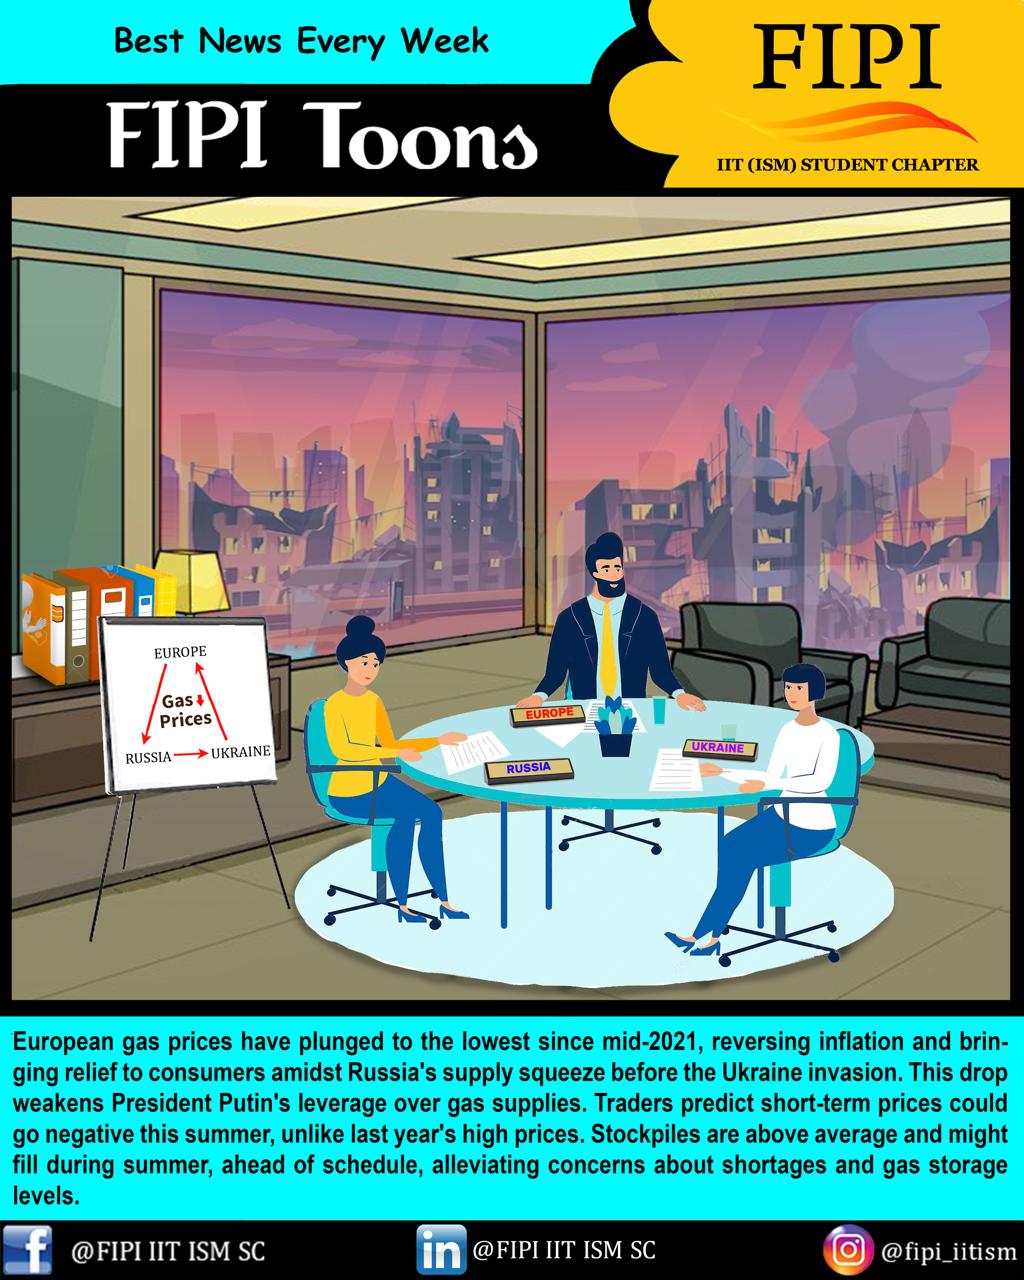 Best News Every Week
FIPI
FIPI Toons
IIT (ISM) STUDENT CHAPTER
EUROPE
Gas
Prices
RUSSIA
UKRAINE
EUROPE
UKRAINE
RUSSIA
European gas prices have plunged to the lowest since mid-2021, reversing inflation and brin-
ging relief to consumers amidst Russia's supply squeeze before the Ukraine invasion. This drop
weakens President Putin's leverage over gas supplies. Traders predict short-term prices could
go negative this summer, unlike last year's high prices. Stockpiles are above average and might
fill during summer, ahead of schedule, alleviating concerns about shortages and gas storage
levels.
f @FIPI IIT ISM SC
in @FIPI IIT ISM SC
@fipi_iitism